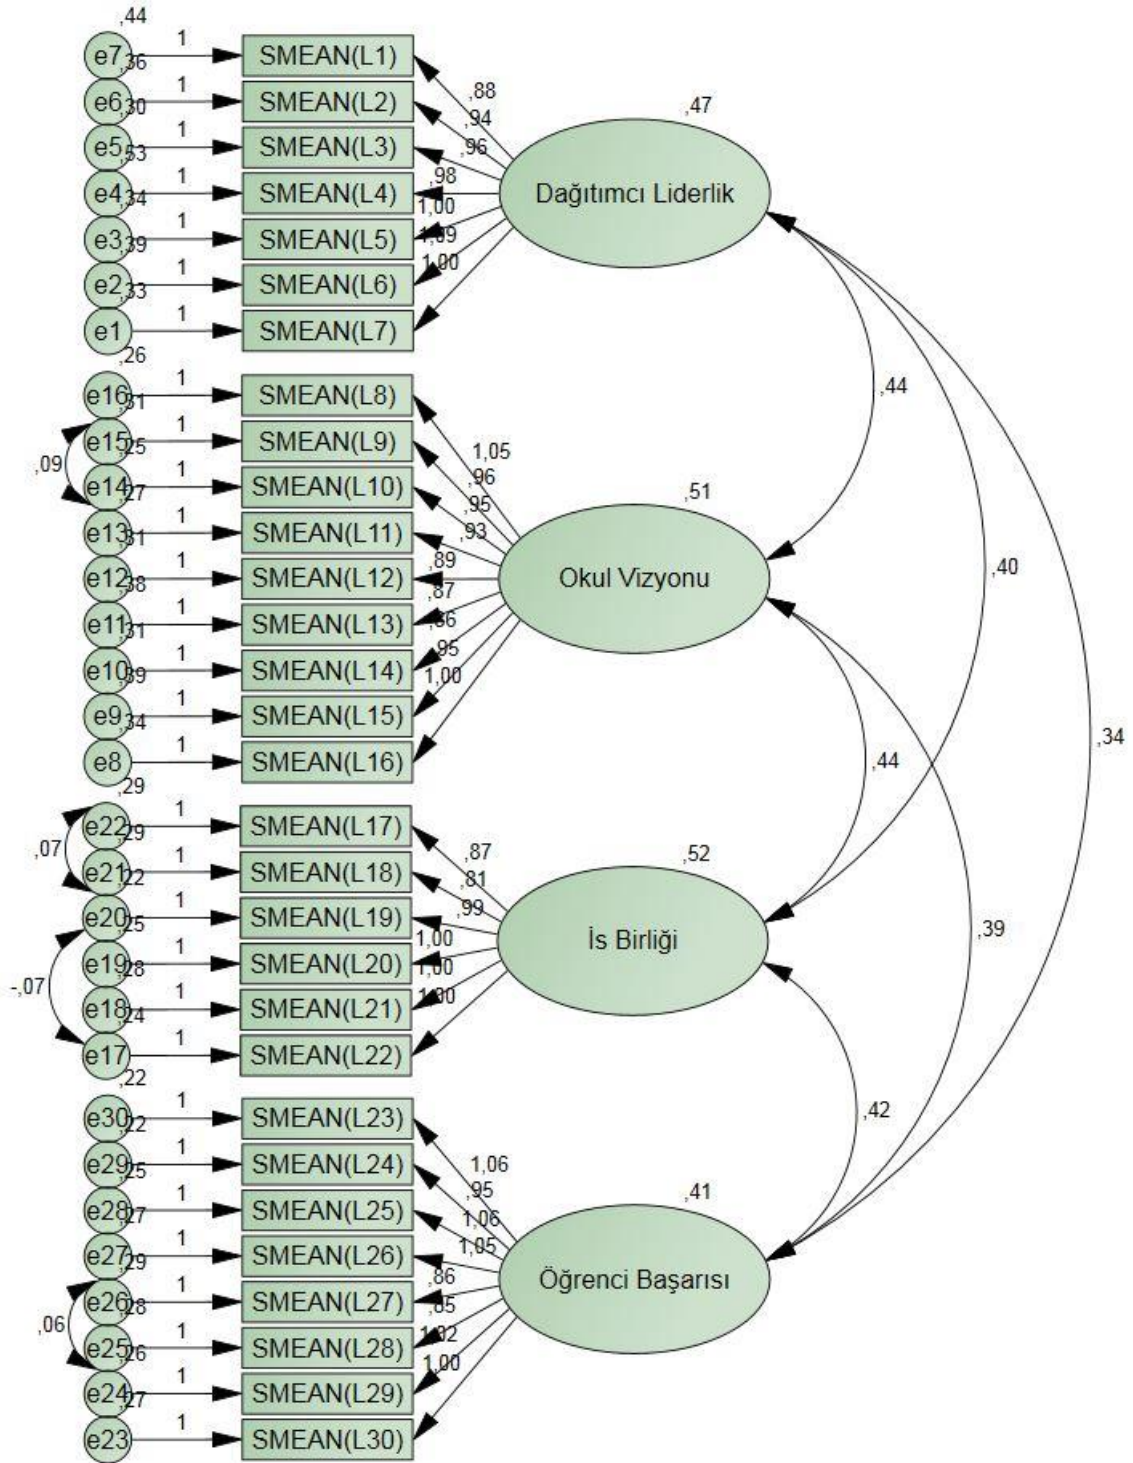 ,44
e7 1 SMEAN(L1) ,88
,36
e6 1 SMEAN(L2) ,94
,30
e5 1 SMEAN(L3) ,96
,53
e4 1 SMEAN(L4) ,98
,34
e3 1 SMEAN(L5) 1,00
,39
e2 1 SMEAN(L6) 1,09
,33
e1 1 SMEAN(L7) 1,00
,47
Dağıtımcı Liderlik
,26
e16 1 SMEAN(L8) 1,05
,31
e15 1 SMEAN(L9) ,96
,25
e14 1 SMEAN(L10) ,95
,09
,27
e13 1 SMEAN(L11) ,93
,31
e12 1 SMEAN(L12) ,89
,38
e11 1 SMEAN(L13) ,87
,31
e10 1 SMEAN(L14)
,39
e9 1 SMEAN(L15) ,95
,34
e8 1 SMEAN(L16) 1,00
,51
Okul Vizyonu
,29
e22 1 SMEAN(L17) ,87
,29
e21 1 SMEAN(L18) ,81
,07
,22
e20 1 SMEAN(L19) ,99
,25
e19 1 SMEAN(L20) 1,00
,28
e18 1 SMEAN(L21) 1,00
-,07
,24
e17 1 SMEAN(L22) 1,00
,52
İs Birliği
,22
e30 1 SMEAN(L23) 1,06
,22
e29 1 SMEAN(L24) ,95
,25
e28 1 SMEAN(L25) 1,06
,27
e27 1 SMEAN(L26) 1,05
,29
e26 1 SMEAN(L27) ,86
,28
e25 1 SMEAN(L28) ,85
,06
,26
e24 1 SMEAN(L29) 1,02
,27
e23 1 SMEAN(L30) 1,00
,41
Öğrenci Başarısı
,44
,40
,34
,44
,39
,42